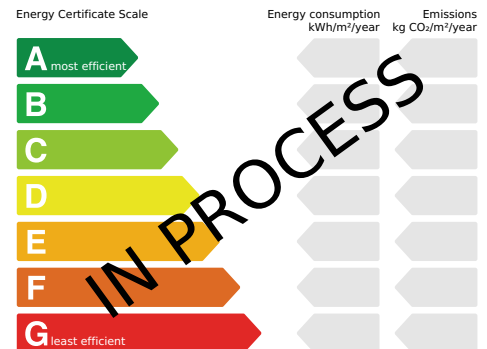 Energy Certificate Scale
Energy consumption
kWh/m²/year
Emissions
kg CO₂/m²/year
A most efficient
B
C
D
E
F
G least efficient
IN PROCESS